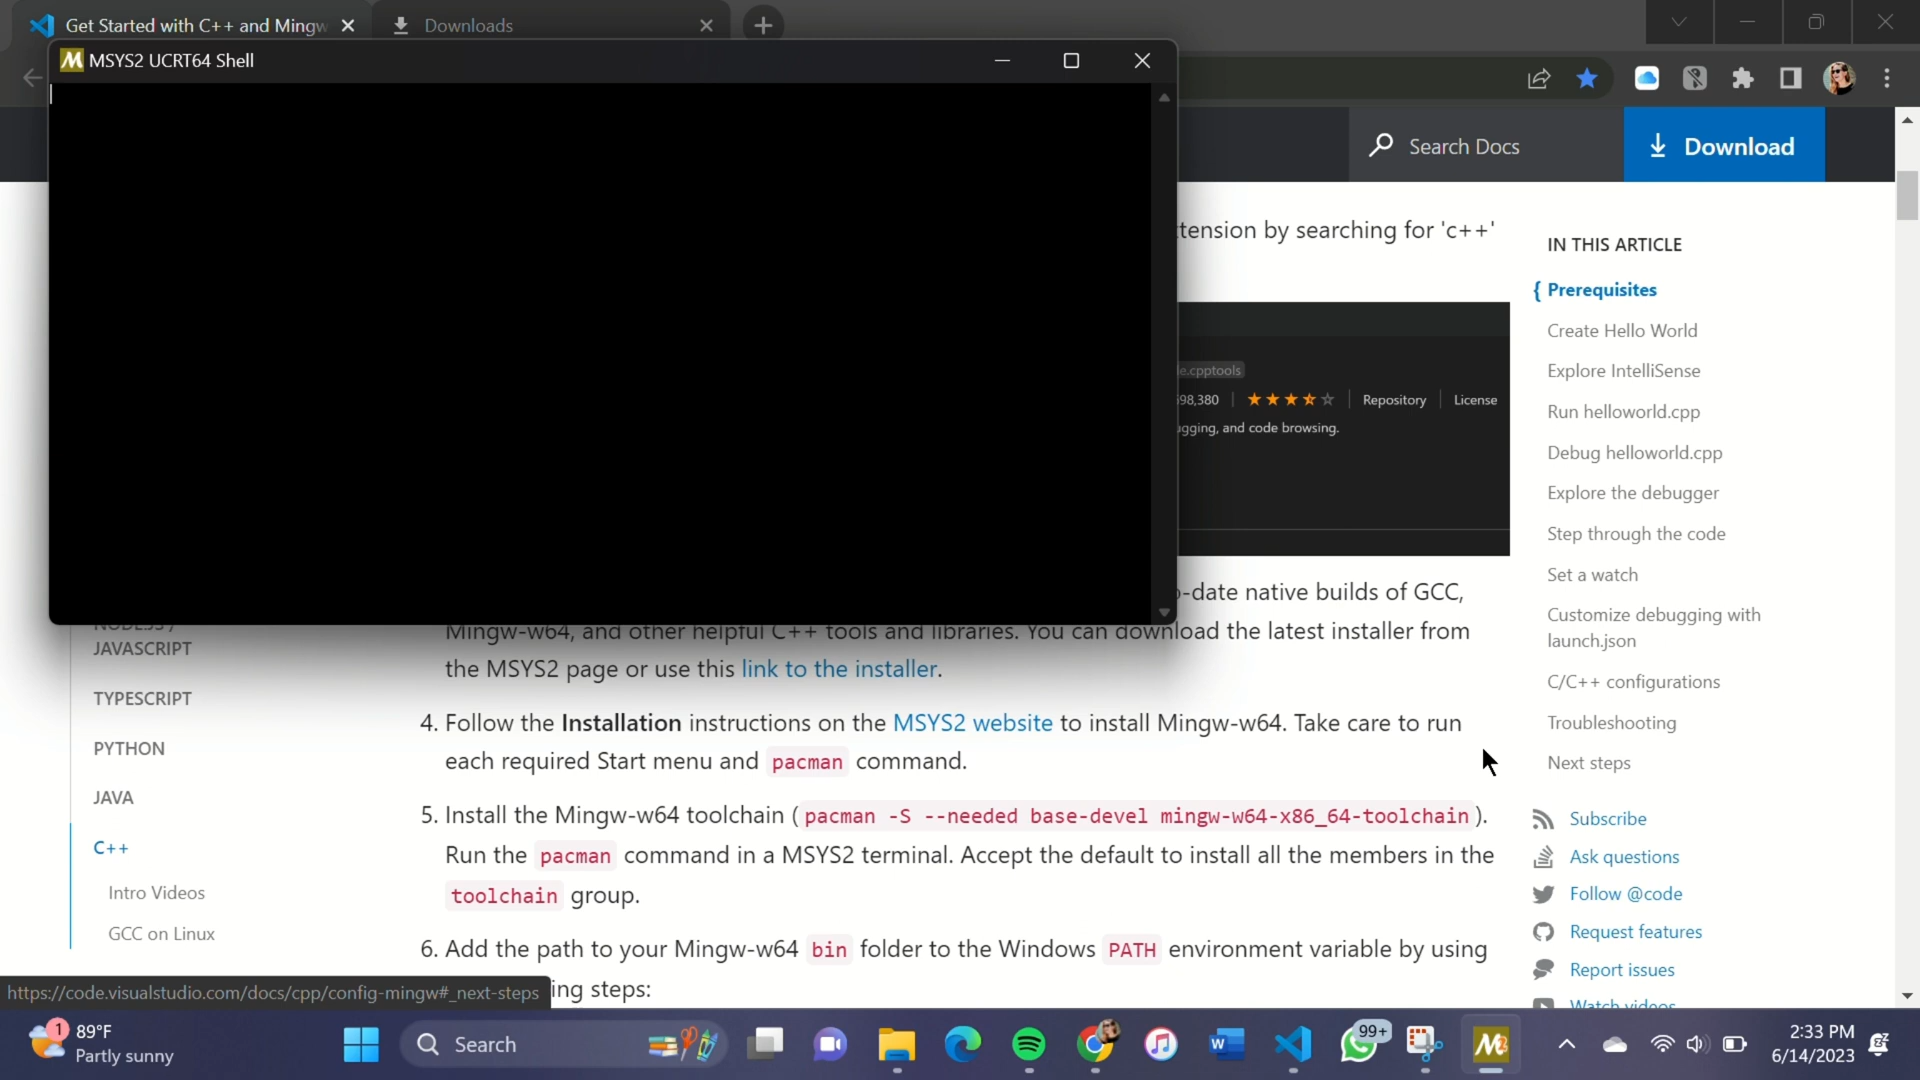 Get Started with C++ and Mingw
Downloads
MSYS2 UCRT64 Shell
Search Docs
Download
tension by searching for 'c++'
e.cpptools
598,380
Repository
License
ugging, and code browsing.
o-date native builds of GCC,
Mingw-w64, and other helpful C++ tools and libraries. You can download the latest installer from
the MSYS2 page or use this link to the installer.
4. Follow the Installation instructions on the MSYS2 website to install Mingw-w64. Take care to run
each required Start menu and pacman command.
5. Install the Mingw-w64 toolchain ( pacman -S --needed base-devel mingw-w64-x86_64-toolchain ).
Run the pacman command in a MSYS2 terminal. Accept the default to install all the members in the
toolchain group.
6. Add the path to your Mingw-w64 bin folder to the Windows PATH environment variable by using
ing steps:
NODE.JS /
JAVASCRIPT
TYPESCRIPT
PYTHON
JAVA
C++
Intro Videos
GCC on Linux
IN THIS ARTICLE
Prerequisites
Create Hello World
Explore IntelliSense
Run helloworld.cpp
Debug helloworld.cpp
Explore the debugger
Step through the code
Set a watch
Customize debugging with
launch.json
C/C++ configurations
Troubleshooting
Next steps
Subscribe
Ask questions
Follow @code
Request features
Report issues
Watch videos
https://code.visualstudio.com/docs/cpp/config-mingw#_next-steps
1
89°F
Partly sunny
Search
99+
2:33 PM
6/14/2023